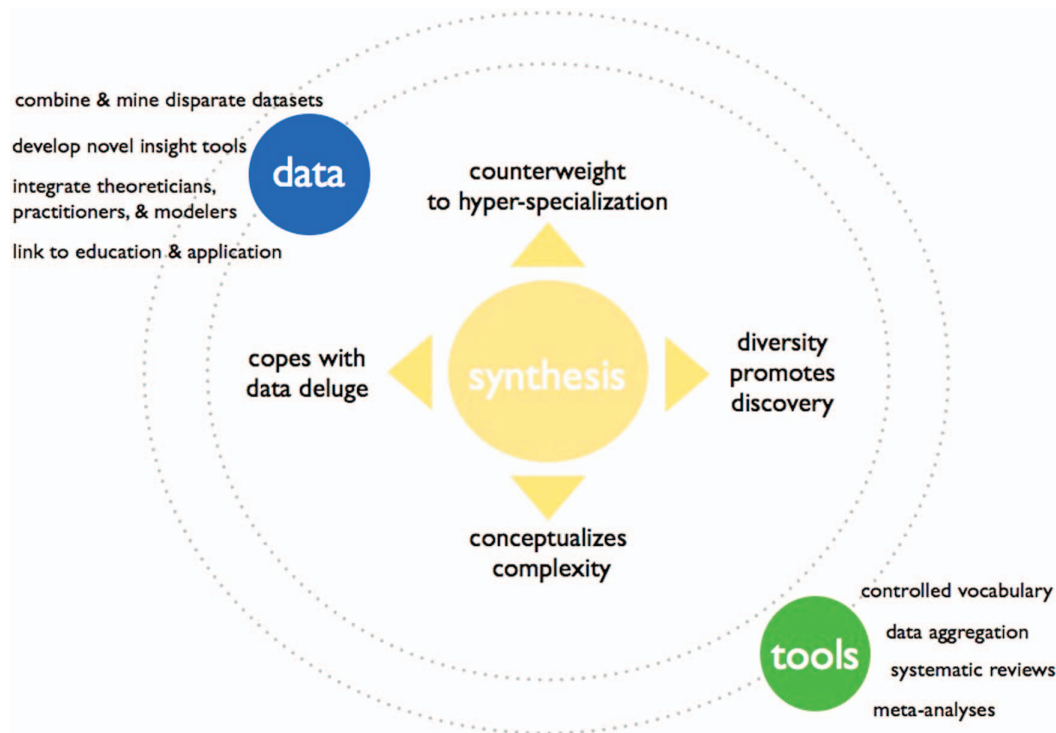 combine & mine disparate datasets
develop novel insight tools
integrate theoreticians,
practitioners, & modelers
link to education & application
data
counterweight
to hyper-specialization
copes with
data deluge
synthesis
diversity
promotes
discovery
conceptualizes
complexity
tools
controlled vocabulary
data aggregation
systematic reviews
meta-analyses